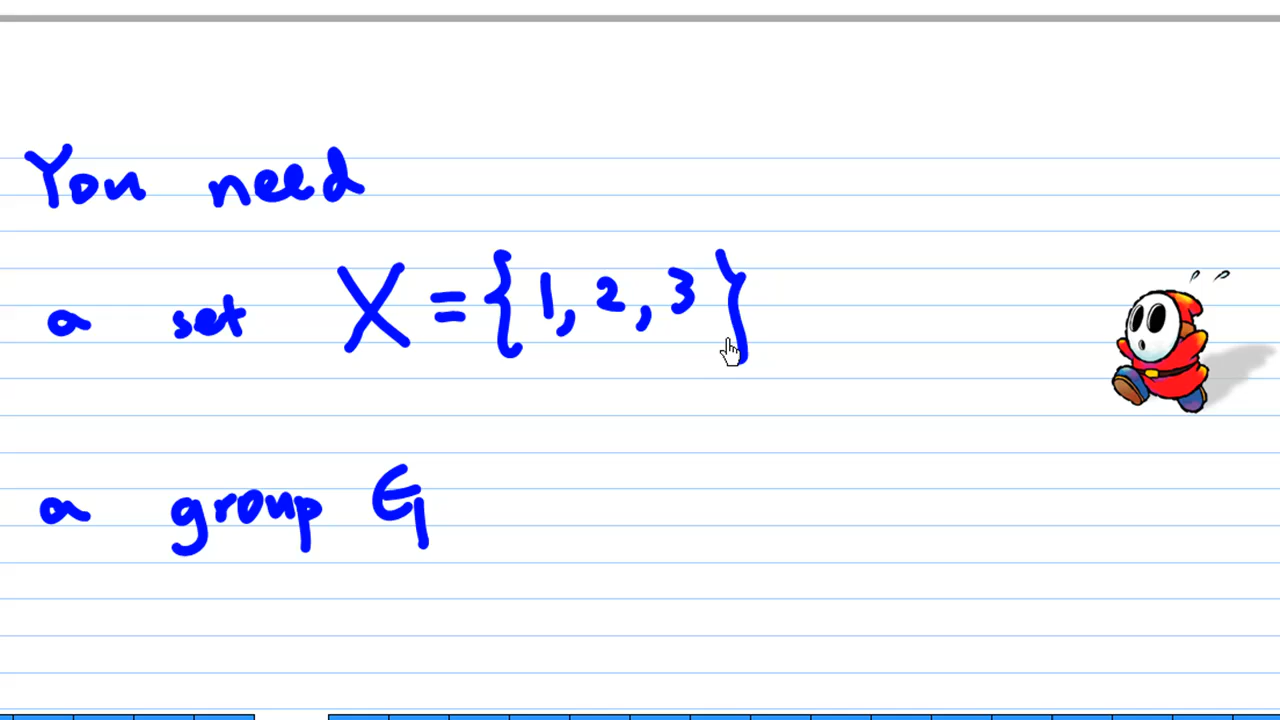 You need
a set X = {1, 2, 3}
a group G